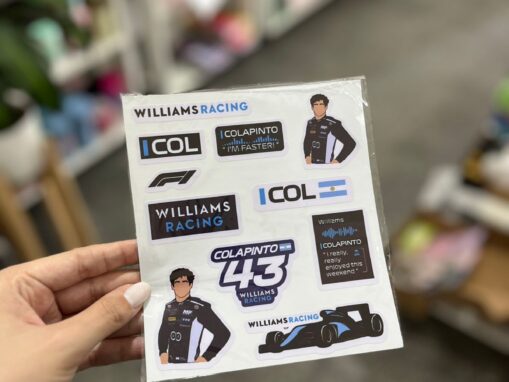 WILLIAMS RACING
COL
COLAPINTO
"I'M FASTER!"
F1
COL
WILLIAMS
RACING
Williams
COLAPINTO
"I really,
really
enjoyed this
weekend"
COLAPINTO
43
WILLIAMS
RACING
WILLIAMS RACING